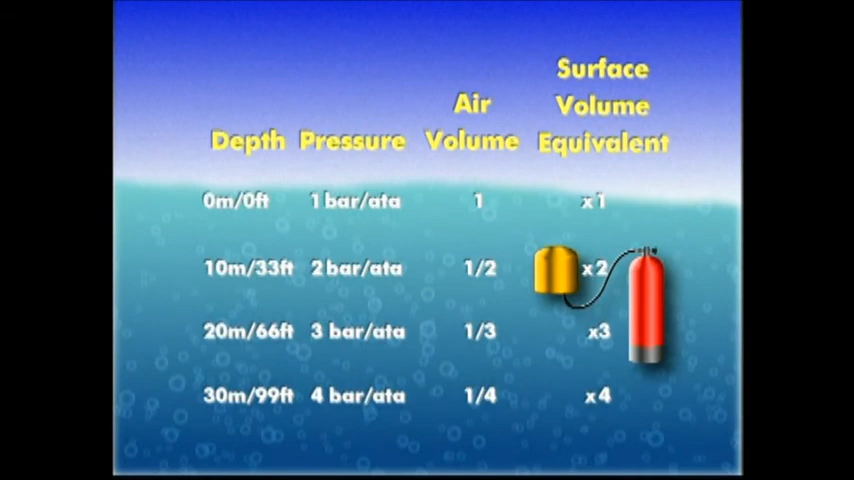 Depth Pressure Air Volume Surface Volume Equivalent
0m/0ft 1 bar/ata 1 x1
10m/33ft 2 bar/ata 1/2 x2
20m/66ft 3 bar/ata 1/3 x3
30m/99ft 4 bar/ata 1/4 x4